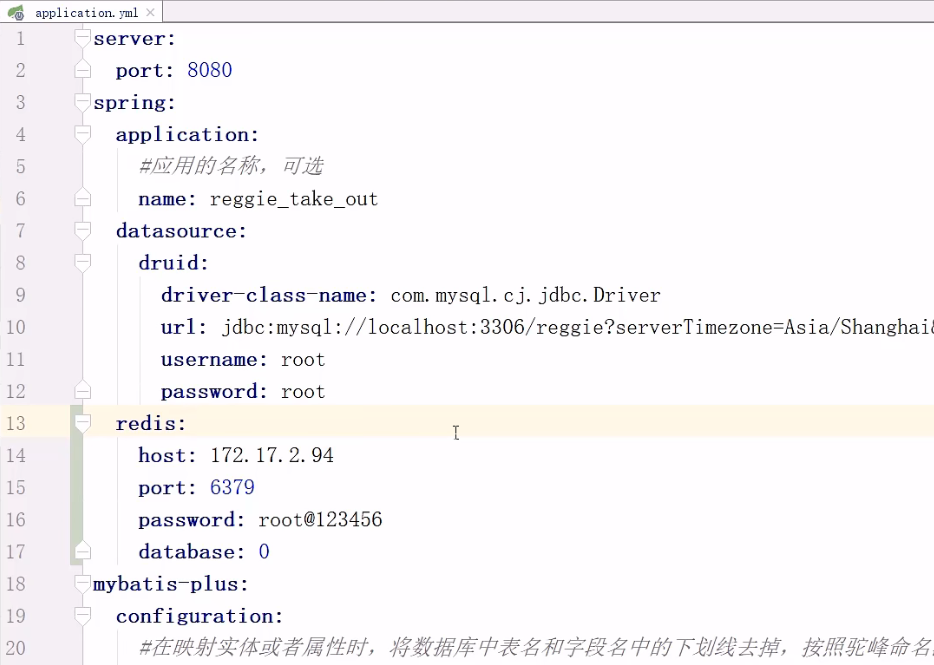 application.yml
1 server:
2 port: 8080
3 spring:
4 application:
5 #应用的名称，可选
6 name: reggie_take_out
7 datasource:
8 druid:
9 driver-class-name: com.mysql.cj.jdbc.Driver
10 url: jdbc:mysql://localhost:3306/reggie?serverTimezone=Asia/Shanghai&
11 username: root
12 password: root
13 redis:
14 host: 172.17.2.94
15 port: 6379
16 password: root@123456
17 database: 0
18 mybatis-plus:
19 configuration:
20 #在映射实体或者属性时，将数据库中表名和字段名中的下划线去掉，按照驼峰命名